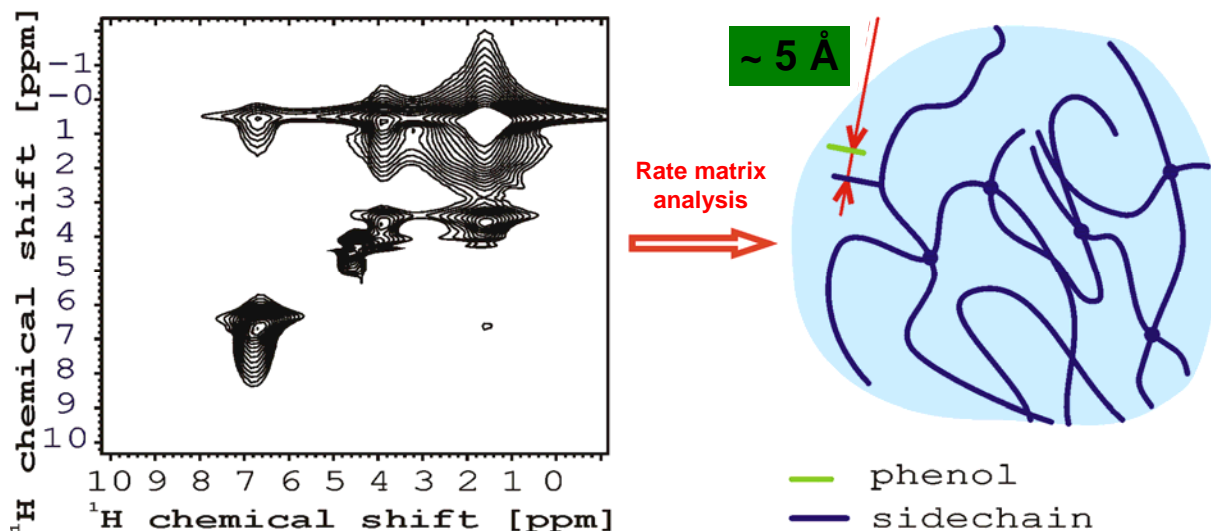 ¹H chemical shift [ppm]
-1
-0
1
2
3
4
5
6
7
8
9
10
10 9 8 7 6 5 4 3 2 1 0
¹H chemical shift [ppm]
Rate matrix
analysis
~ 5 Å
phenol
sidechain